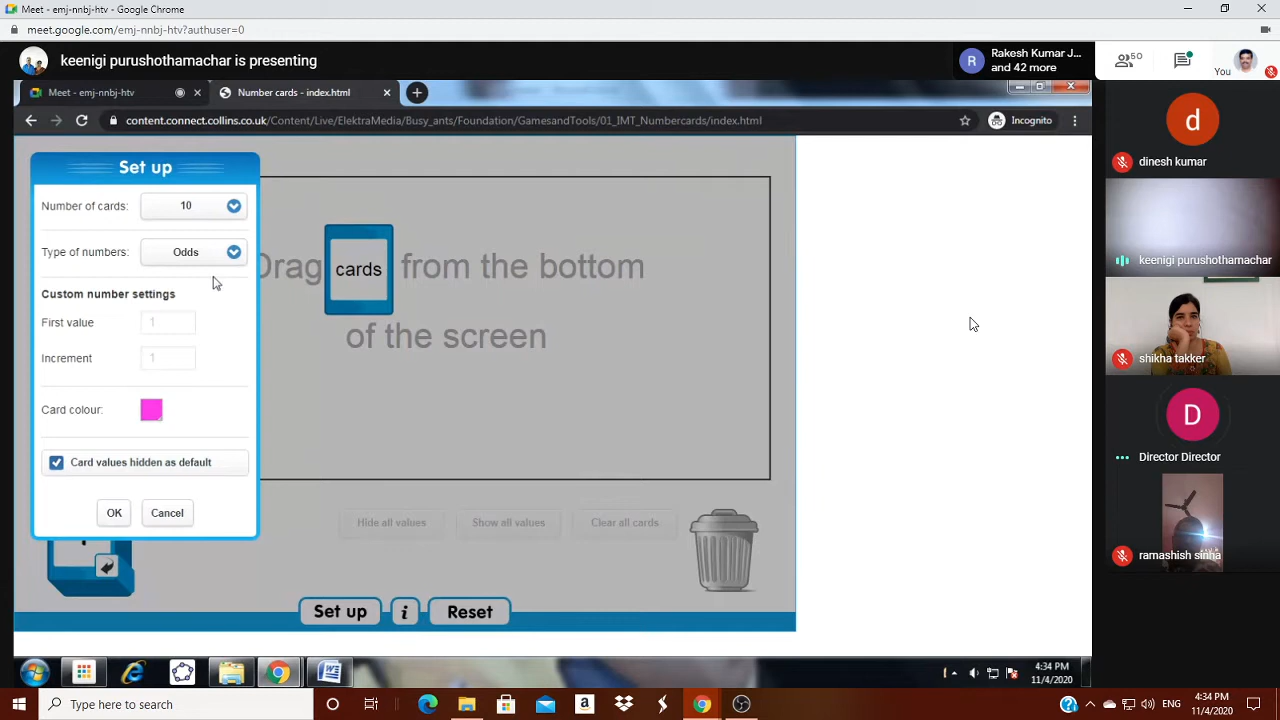 Meet - emj-nnbj-htv - Google Chrome
meet.google.com/emj-nnbj-htv?authuser=0
keenigi purushothamachar is presenting
R
Rakesh Kumar J...
and 42 more
50
You
Meet - emj-nnbj-htv
Number cards - index.html
content.connect.collins.co.uk/Content/Live/ElektraMedia/Busy_ants/Foundation/GamesandTools/01_IMT_Numbercards/index.html
Incognito
Set up
Number of cards: 10
Type of numbers: Odds
Custom number settings
First value 1
Increment 1
Card colour:
Card values hidden as default
OK Cancel
Drag cards from the bottom
of the screen
Hide all values Show all values Clear all cards
Set up i Reset
d
dinesh kumar
keenigi purushothamachar
shikha takker
D
Director Director
ramashish sinha
4:34 PM
11/4/2020
Type here to search
ENG
4:34 PM
11/4/2020